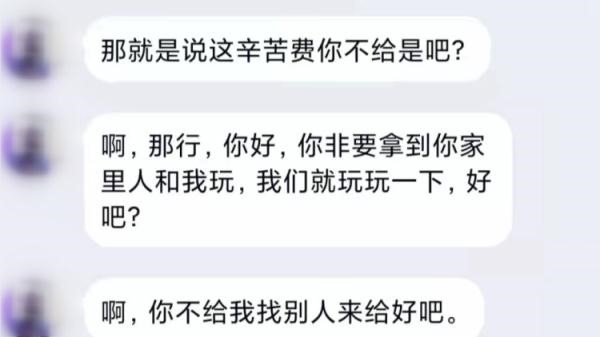 那就是说这辛苦费你不给是吧？
啊，那行，你好，你非要拿到你家
里人和我玩，我们就玩玩一下，好
吧？
啊，你不给我找别人来给好吧。